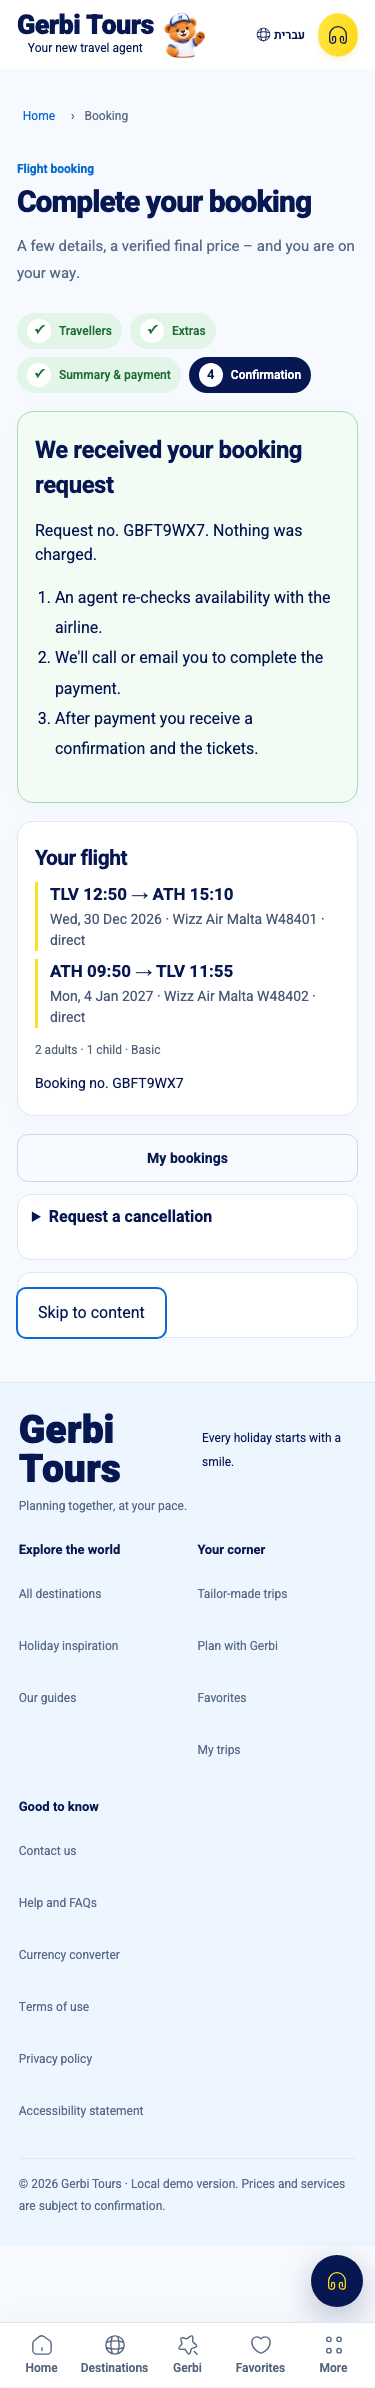 Gerbi Tours
Your new travel agent
עברית
Home › Booking
Flight booking
Complete your booking
A few details, a verified final price – and you are on
your way.
✓ Travellers ✓ Extras
✓ Summary & payment 4 Confirmation
We received your booking
request
Request no. GBFT9WX7. Nothing was
charged.
1. An agent re-checks availability with the
airline.
2. We'll call or email you to complete the
payment.
3. After payment you receive a
confirmation and the tickets.
Your flight
TLV 12:50 → ATH 15:10
Wed, 30 Dec 2026 · Wizz Air Malta W48401 ·
direct
ATH 09:50 → TLV 11:55
Mon, 4 Jan 2027 · Wizz Air Malta W48402 ·
direct
2 adults · 1 child · Basic
Booking no. GBFT9WX7
My bookings
Request a cancellation
Skip to content
Gerbi
Tours
Every holiday starts with a
smile.
Planning together, at your pace.
Explore the world
All destinations
Holiday inspiration
Our guides
Your corner
Tailor-made trips
Plan with Gerbi
Favorites
My trips
Good to know
Contact us
Help and FAQs
Currency converter
Terms of use
Privacy policy
Accessibility statement
© 2026 Gerbi Tours · Local demo version. Prices and services
are subject to confirmation.
Home Destinations Gerbi Favorites More